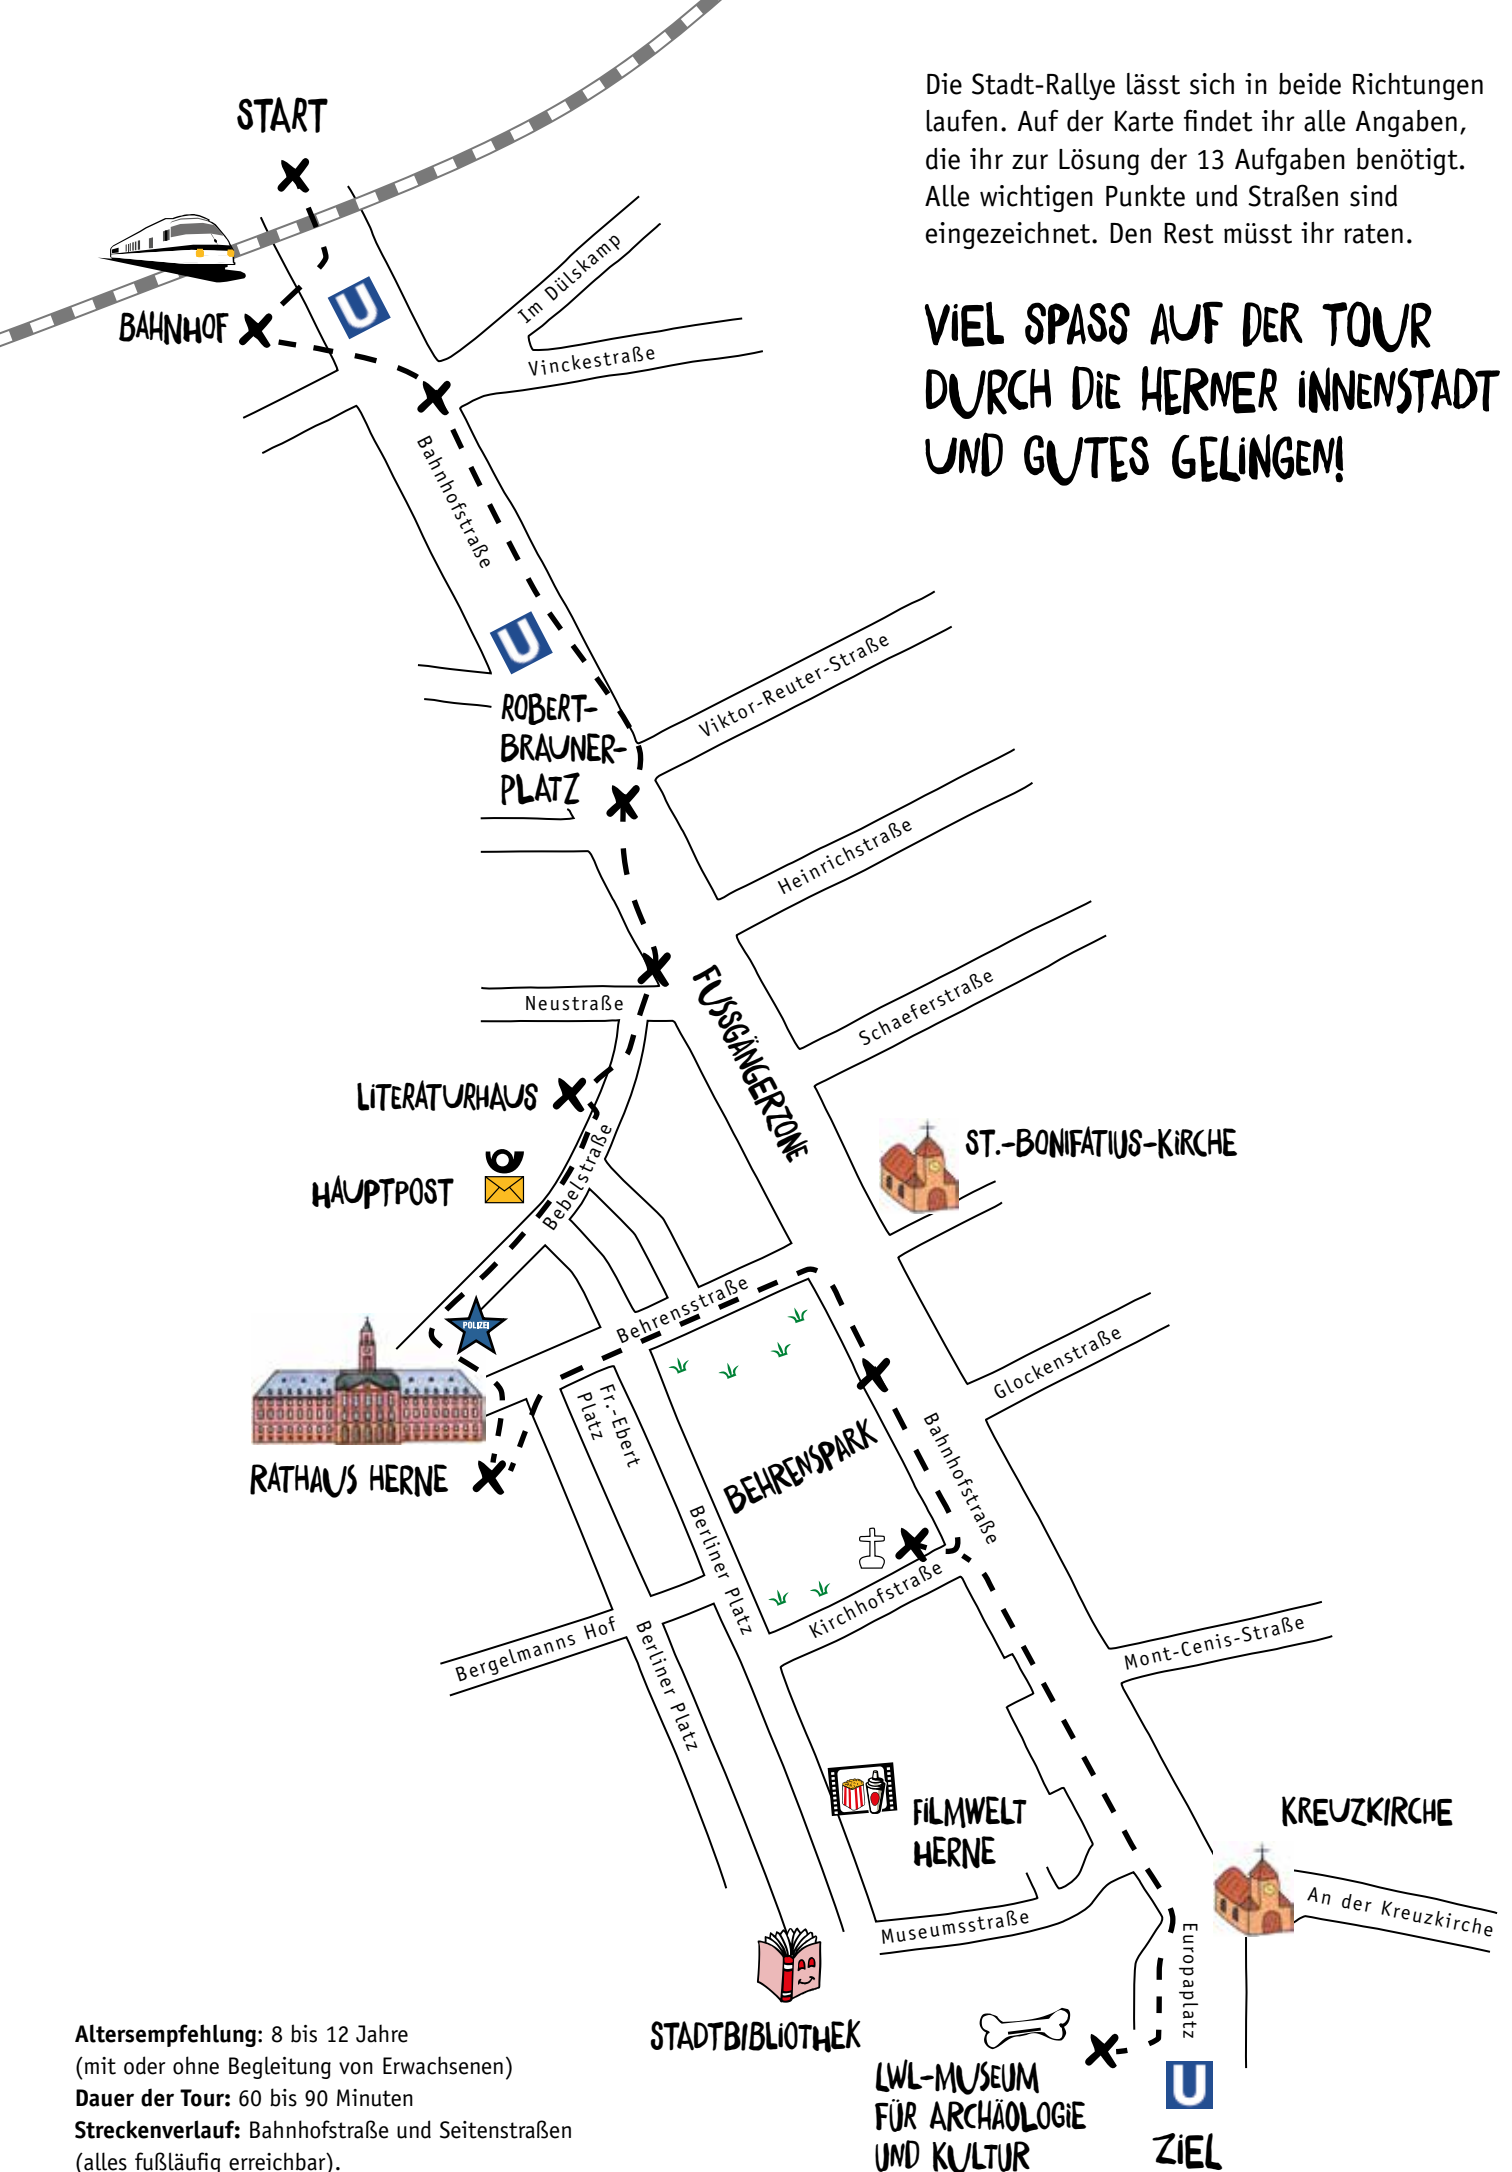 START
Die Stadt-Rallye lässt sich in beide Richtungen
laufen. Auf der Karte findet ihr alle Angaben,
die ihr zur Lösung der 13 Aufgaben benötigt.
Alle wichtigen Punkte und Straßen sind
eingezeichnet. Den Rest müsst ihr raten.
VIEL SPASS AUF DER TOUR
DURCH DIE HERNER INNENSTADT
UND GUTES GELINGEN!
BAHNHOF
U
Im Dülskamp
Vinckestraße
Bahnhofstraße
U
ROBERT-
BRAUNER-
PLATZ
Viktor-Reuter-Straße
Heinrichstraße
Neustraße
FUSSGÄNGERZONE
Schaeferstraße
LITERATURHAUS
HAUPTPOST
Bebelstraße
ST.-BONIFATIUS-KIRCHE
POLIZEI
Behrensstraße
Glockenstraße
RATHAUS HERNE
Fr.-Ebert
Platz
BEHRENSPARK
Bahnhofstraße
Berliner Platz
Kirchhofstraße
Bergelmanns Hof
Berliner Platz
Mont-Cenis-Straße
FILMWELT
HERNE
KREUZKIRCHE
An der Kreuzkirche
Museumsstraße
Europaplatz
STADTBIBLIOTHEK
LWL-MUSEUM
FÜR ARCHÄOLOGIE
UND KULTUR
U
ZIEL
Altersempfehlung: 8 bis 12 Jahre
(mit oder ohne Begleitung von Erwachsenen)
Dauer der Tour: 60 bis 90 Minuten
Streckenverlauf: Bahnhofstraße und Seitenstraßen
(alles fußläufig erreichbar).